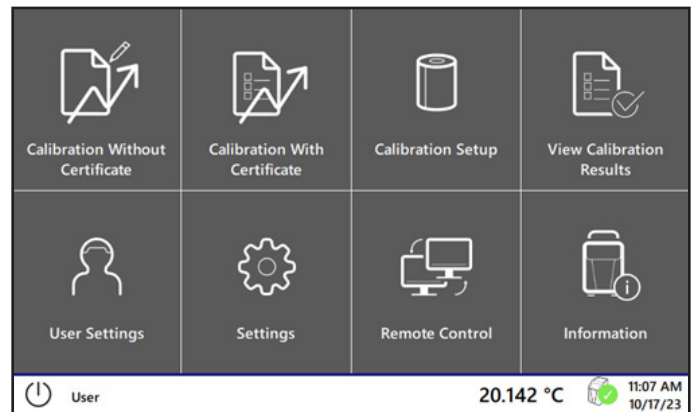 Calibration Without
Certificate
Calibration With
Certificate
Calibration Setup
View Calibration
Results
User Settings
Settings
Remote Control
Information
User
20.142 °C
11:07 AM
10/17/23